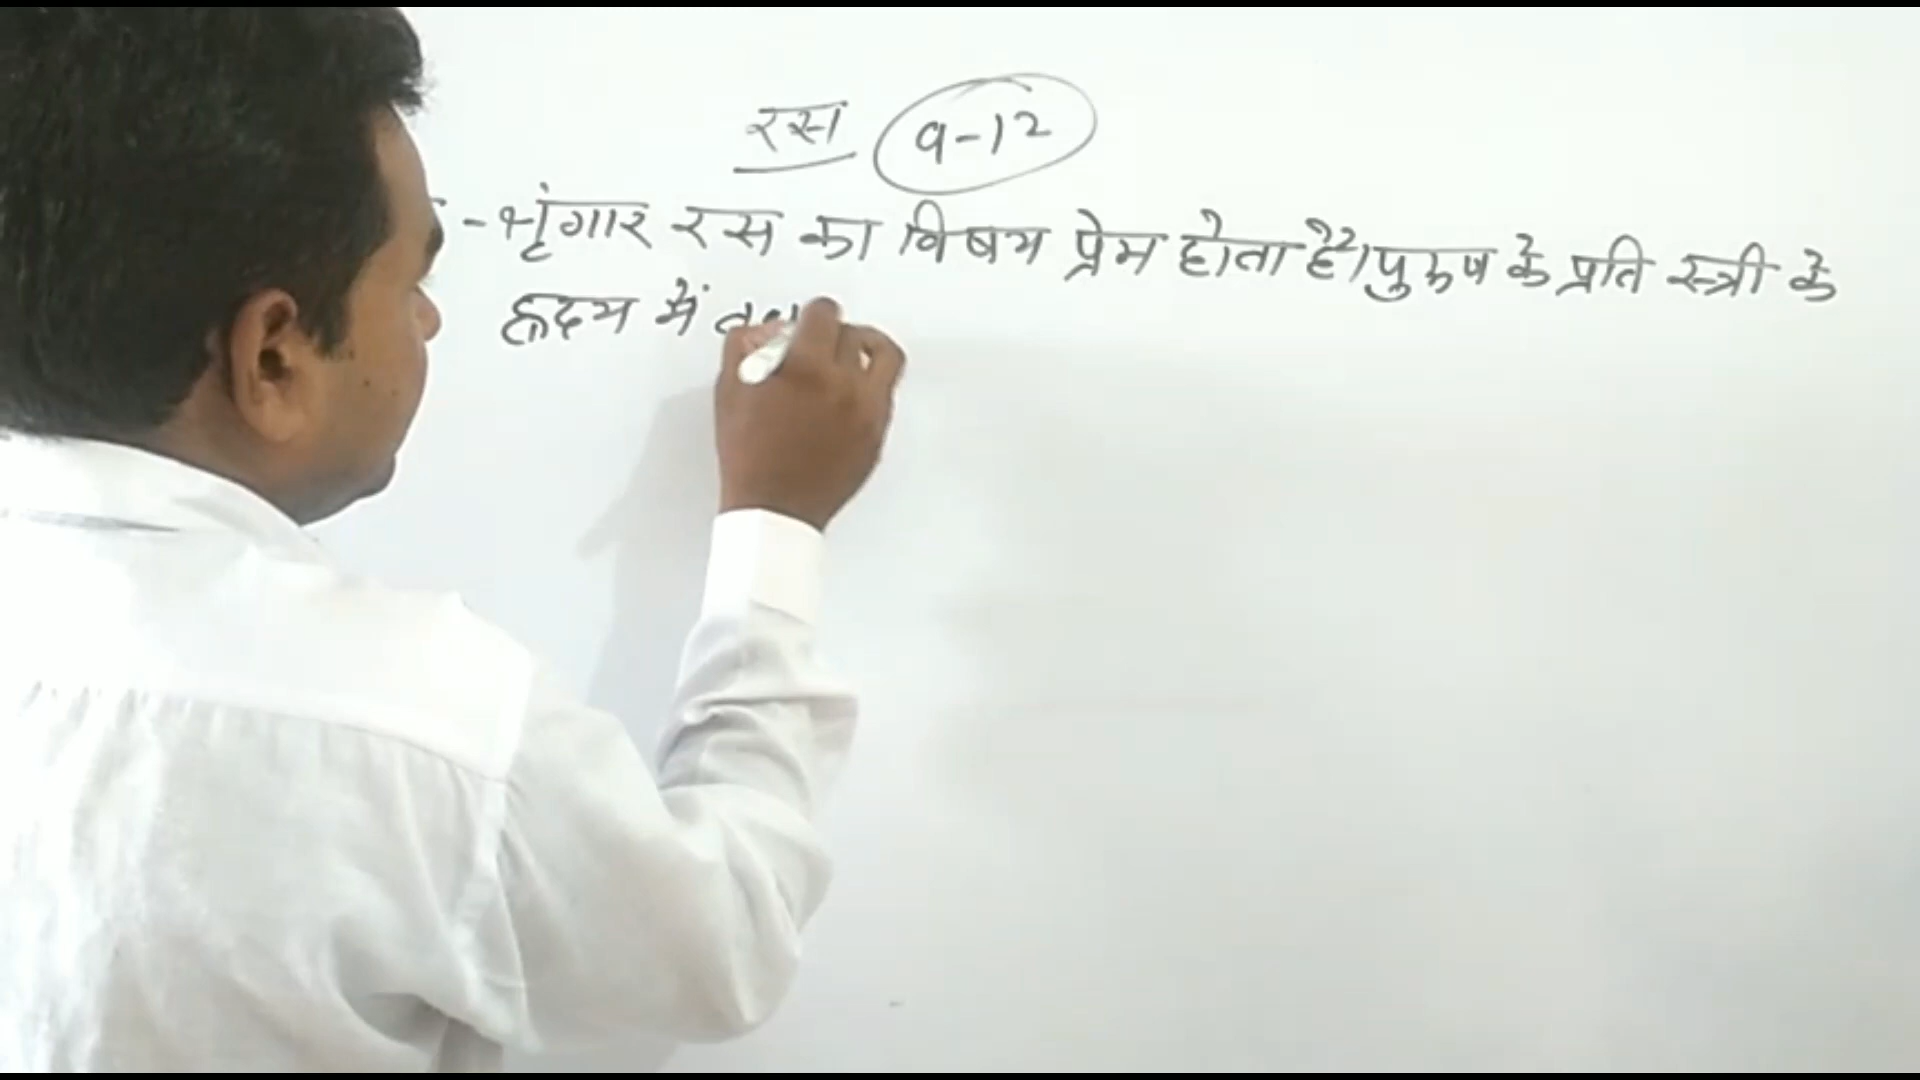 रस 9-12
- श्रृंगार रस का विषय प्रेम होता है। पुरूष के प्रति स्त्री के
हृदय में